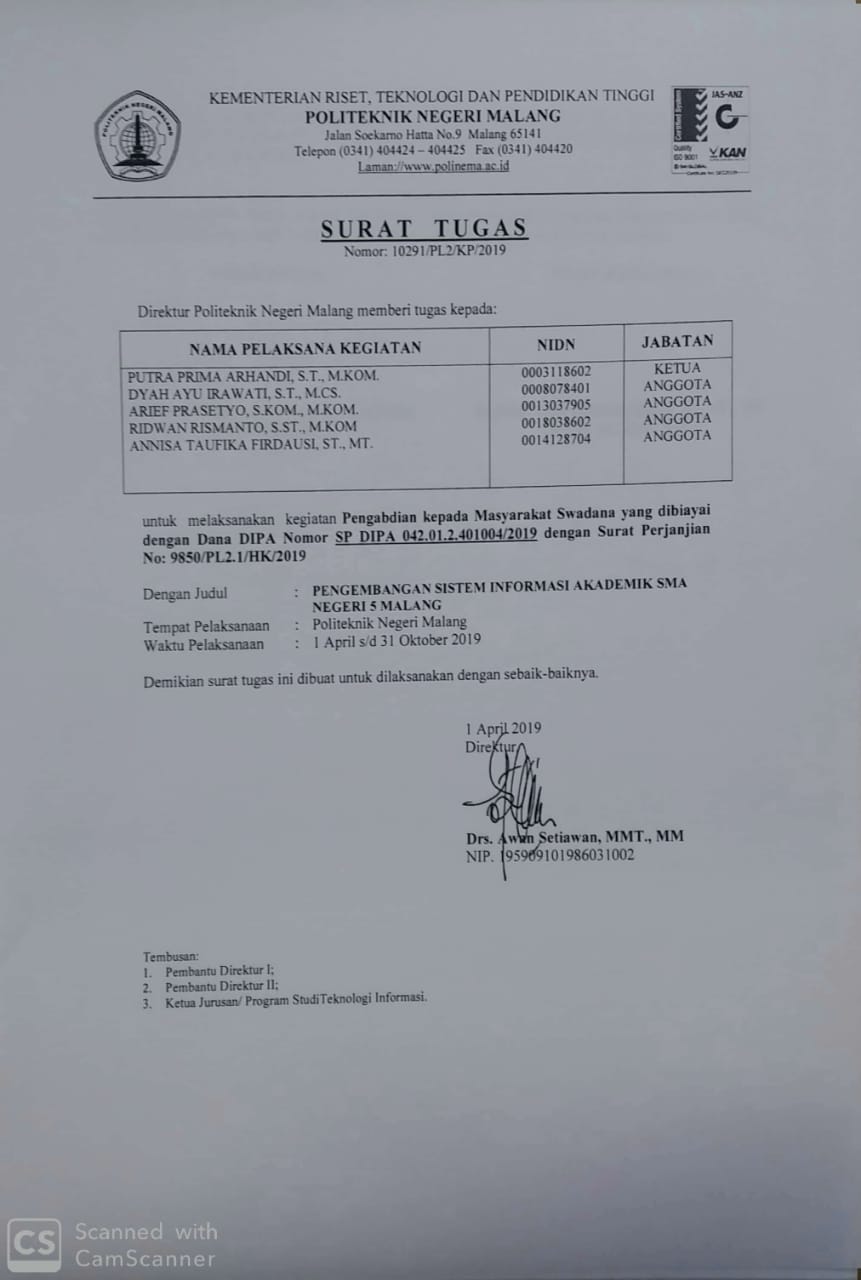 POLITEKNIK NEGERI MALANG
KEMENTERIAN RISET, TEKNOLOGI DAN PENDIDIKAN TINGGI
POLITEKNIK NEGERI MALANG
Jalan Soekarno Hatta No.9 Malang 65141
Telepon (0341) 404424 – 404425 Fax (0341) 404420
Laman://www.polinema.ac.id
JAS-ANZ
Certified System
Quality
ISO 9001
KAN
SURAT TUGAS
Nomor: 10291/PL2/KP/2019
Direktur Politeknik Negeri Malang memberi tugas kepada:
NAMA PELAKSANA KEGIATAN NIDN JABATAN
PUTRA PRIMA ARHANDI, S.T., M.KOM. 0003118602 KETUA
DYAH AYU IRAWATI, S.T., M.CS. 0008078401 ANGGOTA
ARIEF PRASETYO, S.KOM., M.KOM. 0013037905 ANGGOTA
RIDWAN RISMANTO, S.ST., M.KOM 0018038602 ANGGOTA
ANNISA TAUFIKA FIRDAUSI, ST., MT. 0014128704 ANGGOTA
untuk melaksanakan kegiatan Pengabdian kepada Masyarakat Swadana yang dibiayai
dengan Dana DIPA Nomor SP DIPA 042.01.2.401004/2019 dengan Surat Perjanjian
No: 9850/PL2.1/HK/2019
Dengan Judul : PENGEMBANGAN SISTEM INFORMASI AKADEMIK SMA
NEGERI 5 MALANG
Tempat Pelaksanaan : Politeknik Negeri Malang
Waktu Pelaksanaan : 1 April s/d 31 Oktober 2019
Demikian surat tugas ini dibuat untuk dilaksanakan dengan sebaik-baiknya.
1 April 2019
Direktur
Drs. Awan Setiawan, MMT., MM
NIP. 195909101986031002
Tembusan:
1. Pembantu Direktur I;
2. Pembantu Direktur II;
3. Ketua Jurusan/ Program StudiTeknologi Informasi.
CS Scanned with
CamScanner